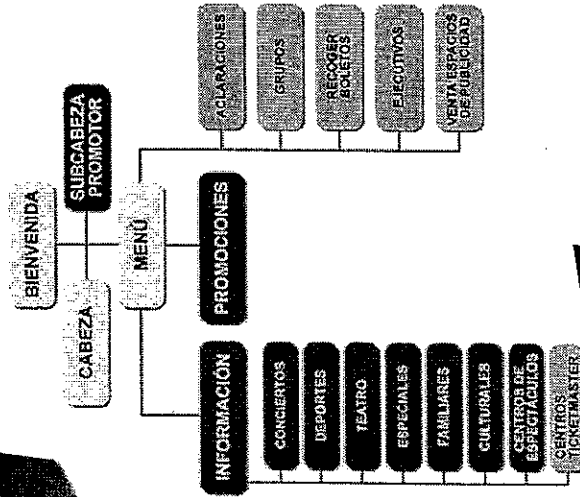 BIENVENIDA
CABEZA
SUBCABEZA
PROMOTOR
MENÚ
INFORMACIÓN
PROMOCIONES
CONCIERTOS
DEPORTES
TEATRO
ESPECIALES
FAMILIARES
CULTURALES
CENTROS DE
ESPECTÁCULOS
CENTROS
TICKETMASTER
ACLARACIONES
GRUPOS
RECOGER
BOLETOS
EJECUTIVOS
VENTA ESPACIOS
DE PUBLICIDAD